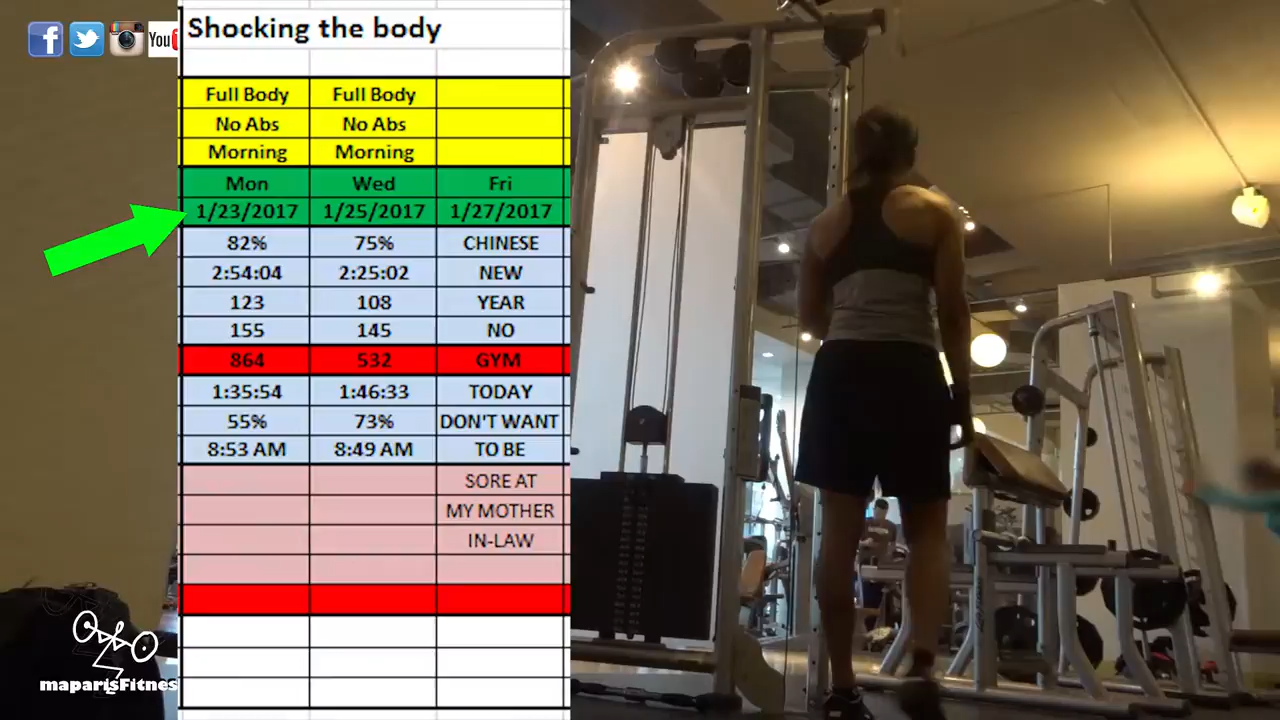 Shocking the body
You
Full Body Full Body
No Abs No Abs
Morning Morning
Mon Wed Fri
1/23/2017 1/25/2017 1/27/2017
82% 75% CHINESE
2:54:04 2:25:02 NEW
123 108 YEAR
155 145 NO
864 532 GYM
1:35:54 1:46:33 TODAY
55% 73% DON'T WANT
8:53 AM 8:49 AM TO BE
SORE AT
MY MOTHER
IN-LAW
maparisFitnes